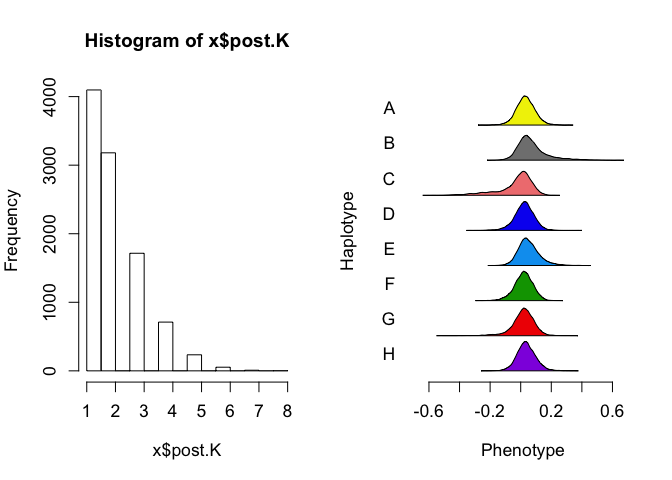 Histogram of x$post.K
Frequency
0
1000
2000
3000
4000
1 2 3 4 5 6 7 8
x$post.K
Haplotype
A
B
C
D
E
F
G
H
-0.6 -0.2 0.2 0.6
Phenotype